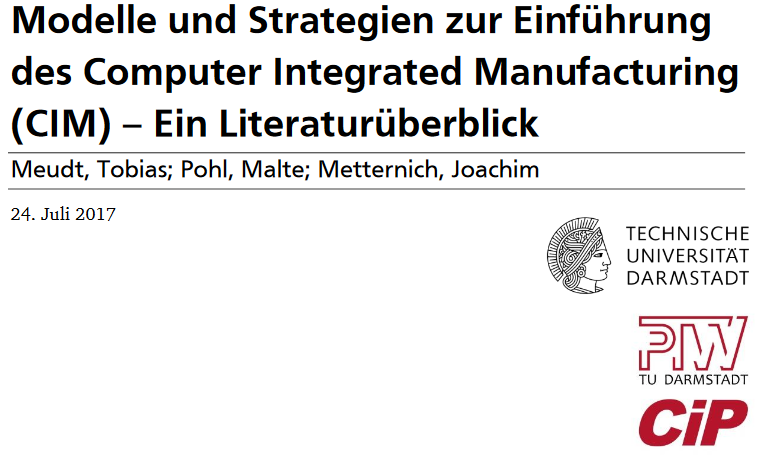 Modelle und Strategien zur Einführung
des Computer Integrated Manufacturing
(CIM) – Ein Literaturüberblick
Meudt, Tobias; Pohl, Malte; Metternich, Joachim
24. Juli 2017
TECHNISCHE
UNIVERSITÄT
DARMSTADT
PTW
TU DARMSTADT
CiP